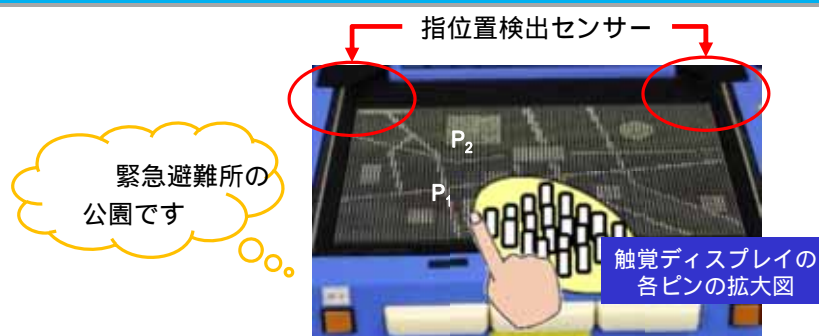 指位置検出センサー
P₂
緊急避難所の
公園です
P₁
触覚ディスプレイの
各ピンの拡大図